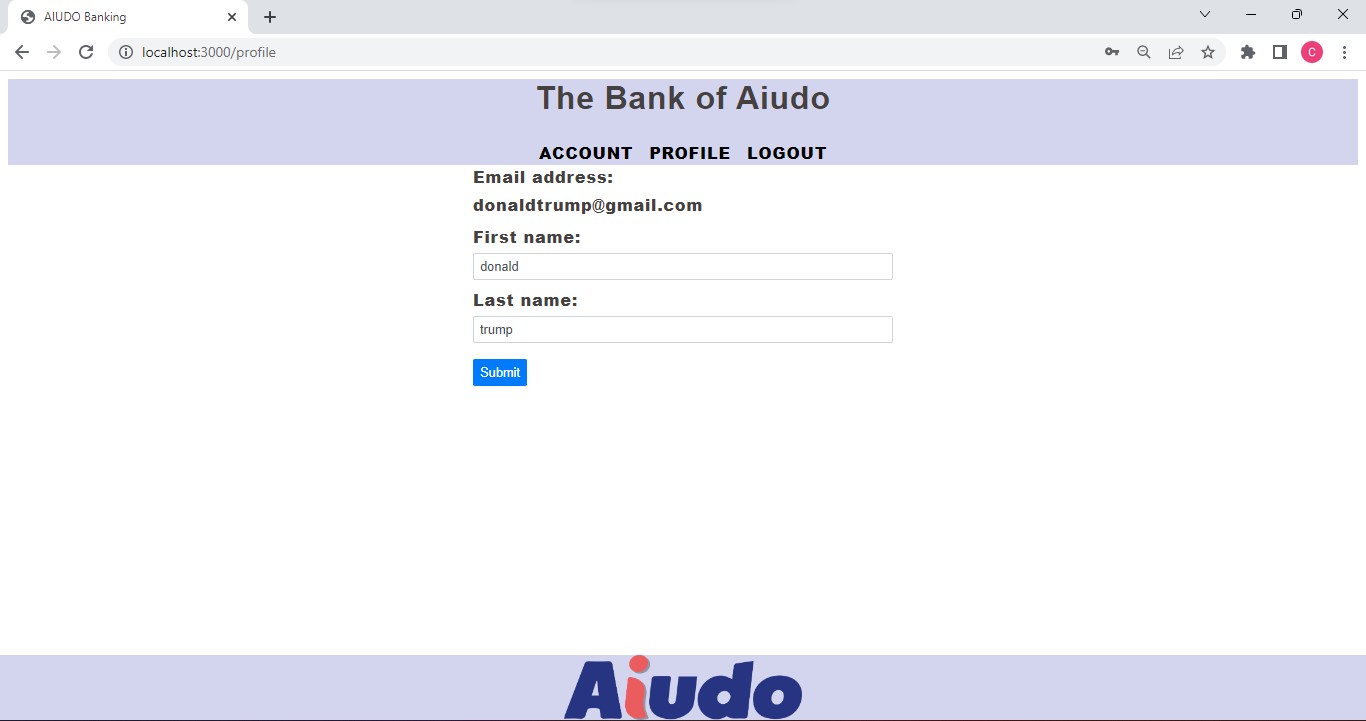 AIUDO Banking
localhost:3000/profile
C
The Bank of Aiudo
ACCOUNT PROFILE LOGOUT
Email address:
donaldtrump@gmail.com
First name:
donald
Last name:
trump
Submit
Aiudo